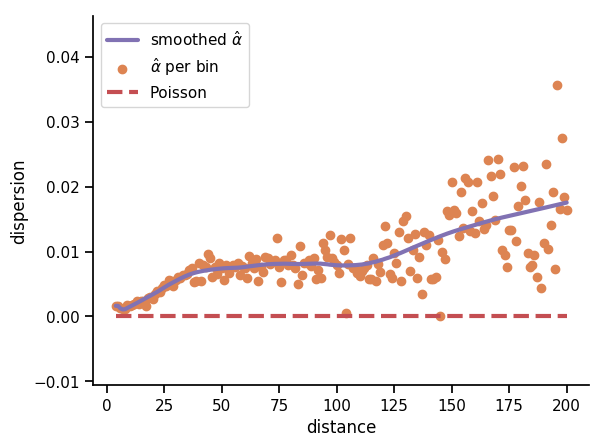 smoothed α̂
α̂ per bin
Poisson
dispersion
0.04
0.03
0.02
0.01
0.00
−0.01
0 25 50 75 100 125 150 175 200
distance